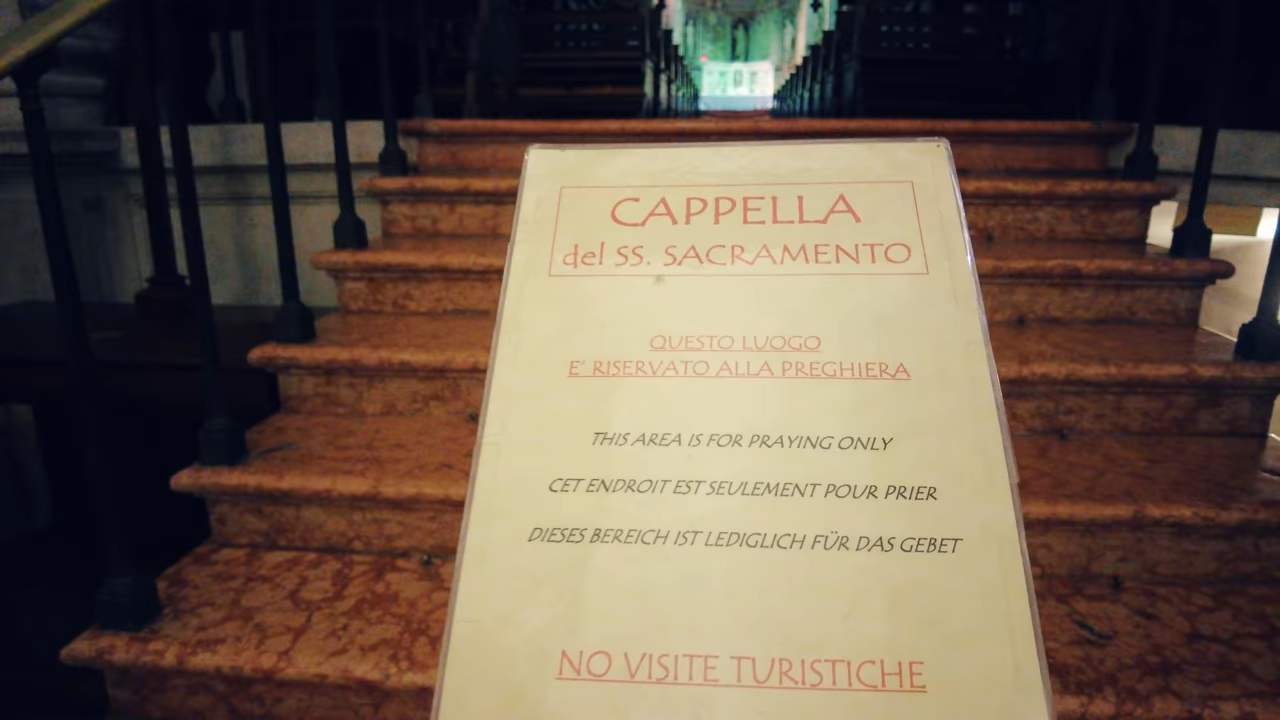 CAPPELLA
del SS. SACRAMENTO
QUESTO LUOGO
E' RISERVATO ALLA PREGHIERA
THIS AREA IS FOR PRAYING ONLY
CET ENDROIT EST SEULEMENT POUR PRIER
DIESES BEREICH IST LEDIGLICH FÜR DAS GEBET
NO VISITE TURISTICHE